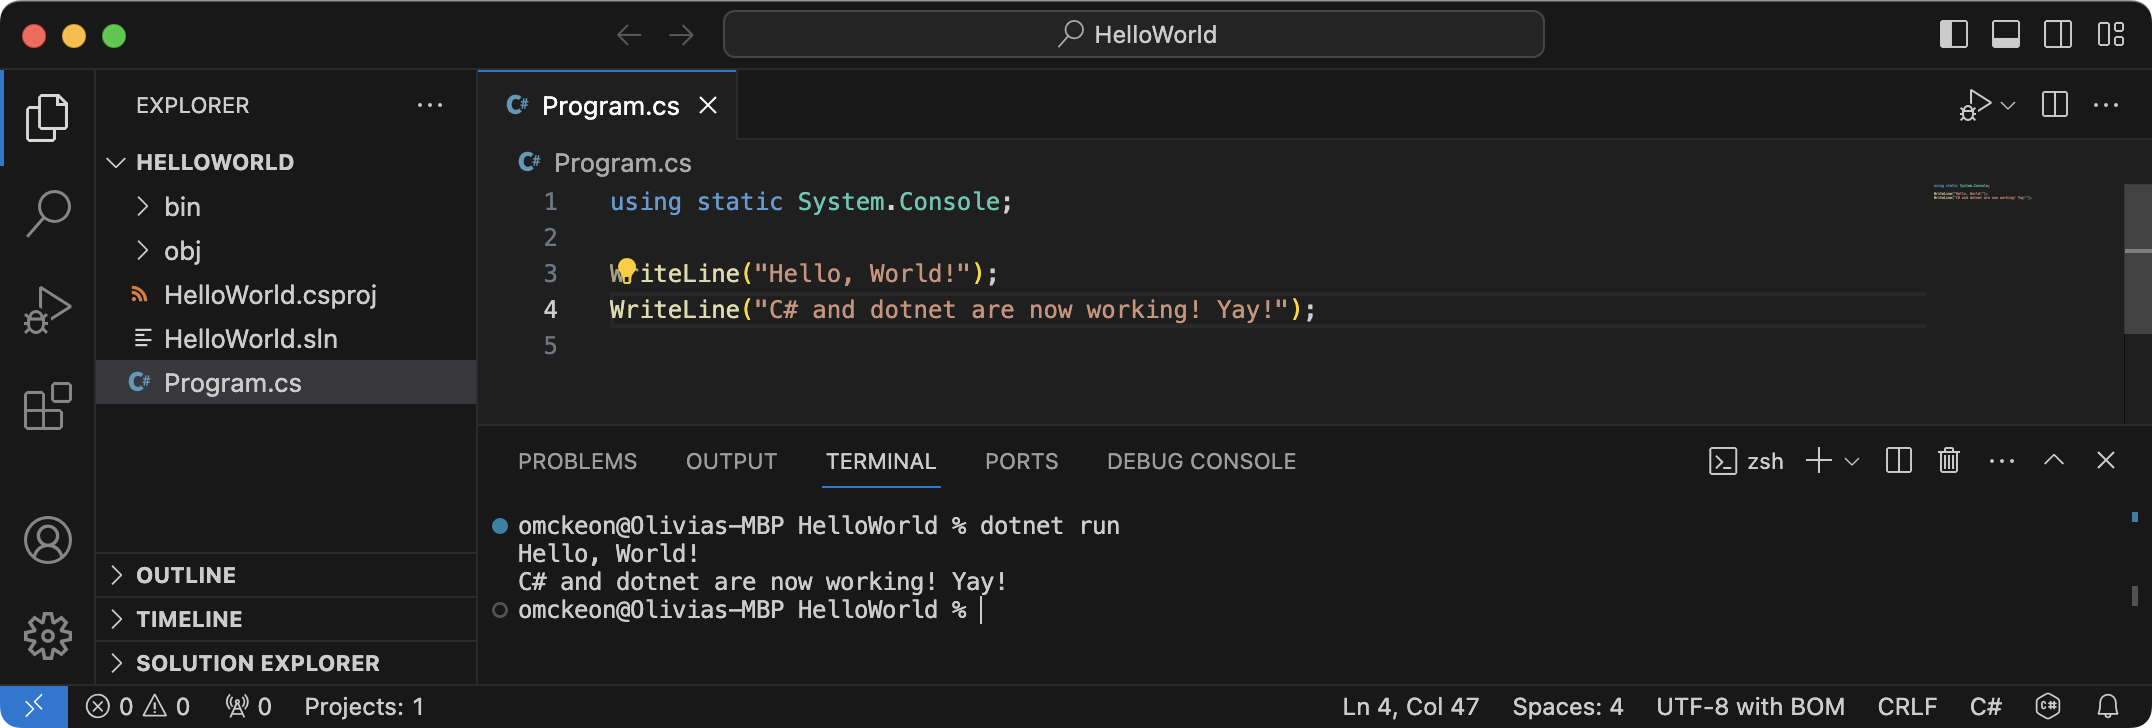 HelloWorld
EXPLORER
HELLOWORLD
bin
obj
HelloWorld.csproj
HelloWorld.sln
C# Program.cs
OUTLINE
TIMELINE
SOLUTION EXPLORER
C# Program.cs
C# Program.cs
1 using static System.Console;
2
3 WriteLine("Hello, World!");
4 WriteLine("C# and dotnet are now working! Yay!");
5
PROBLEMS OUTPUT TERMINAL PORTS DEBUG CONSOLE zsh
omckeon@Olivias-MBP HelloWorld % dotnet run
Hello, World!
C# and dotnet are now working! Yay!
omckeon@Olivias-MBP HelloWorld %
0 0 0 Projects: 1 Ln 4, Col 47 Spaces: 4 UTF-8 with BOM CRLF C# C#